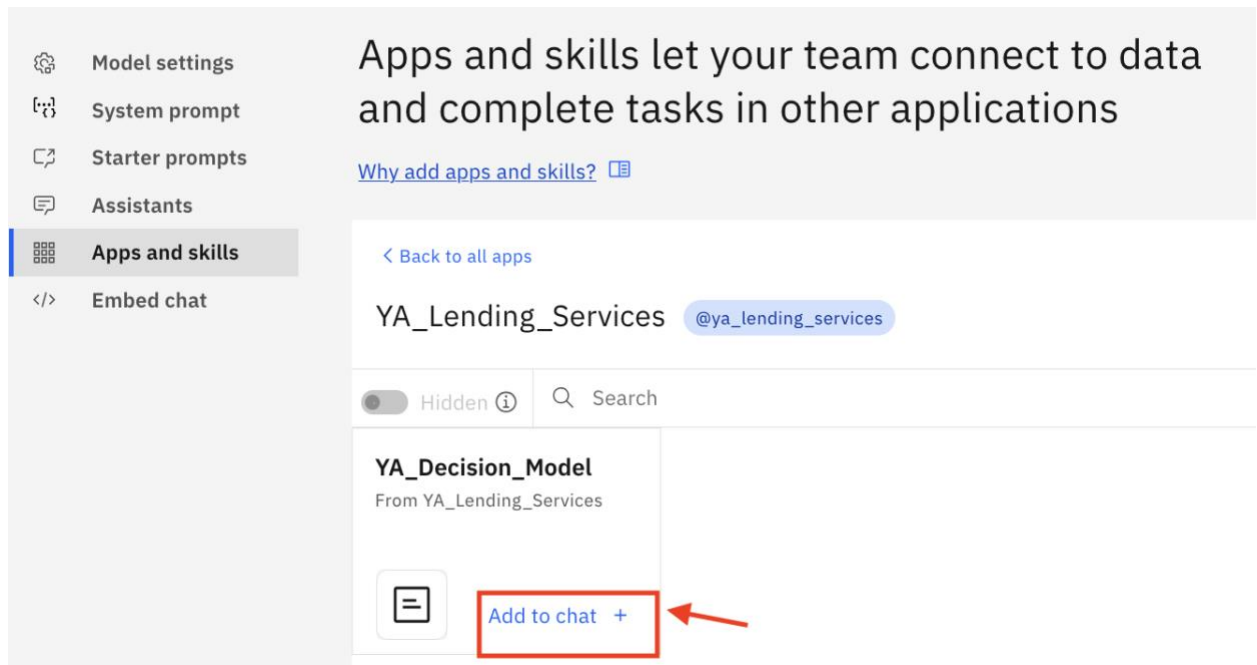 Model settings
System prompt
Starter prompts
Assistants
Apps and skills
Embed chat
Apps and skills let your team connect to data
and complete tasks in other applications
Why add apps and skills?
Back to all apps
YA_Lending_Services @ya_lending_services
Hidden Search
YA_Decision_Model
From YA_Lending_Services
Add to chat +